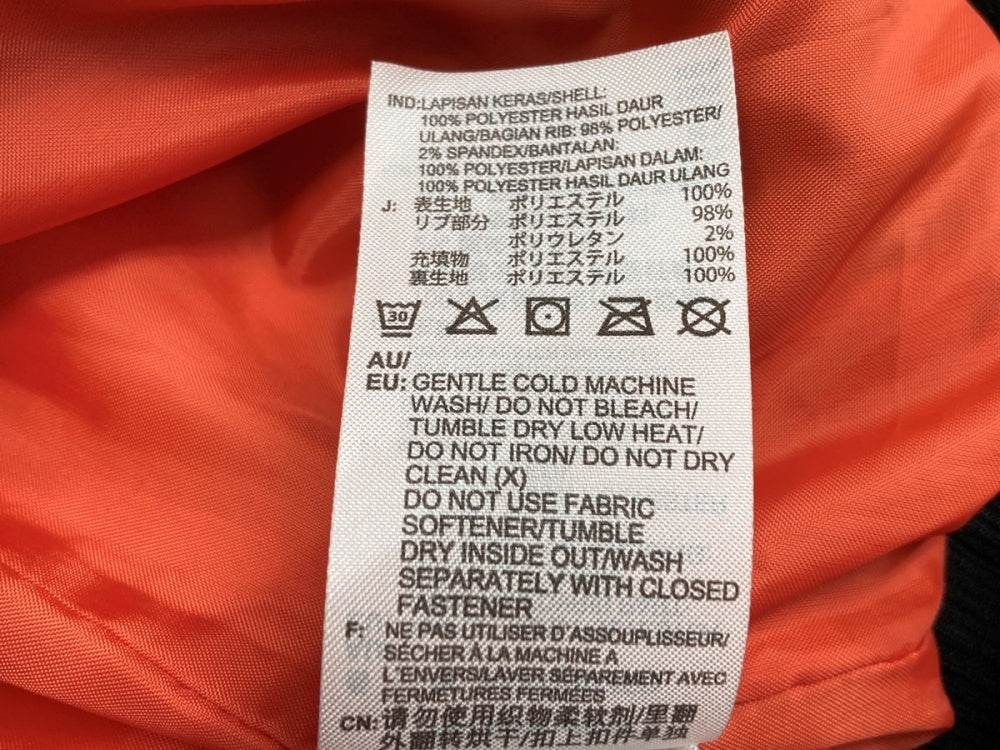 IND:LAPISAN KERAS/SHELL:
100% POLYESTER HASIL DAUR
ULANG/BAGIAN RIB: 98% POLYESTER/
2% SPANDEX/BANTALAN:
100% POLYESTER/LAPISAN DALAM:
100% POLYESTER HASIL DAUR ULANG
J: 表生地 ポリエステル 100%
リブ部分 ポリエステル 98%
ポリウレタン 2%
充填物 ポリエステル 100%
裏生地 ポリエステル 100%
30
AU/
EU: GENTLE COLD MACHINE
WASH/ DO NOT BLEACH/
TUMBLE DRY LOW HEAT/
DO NOT IRON/ DO NOT DRY
CLEAN (X)
DO NOT USE FABRIC
SOFTENER/TUMBLE
DRY INSIDE OUT/WASH
SEPARATELY WITH CLOSED
FASTENER
F: NE PAS UTILISER D'ASSOUPLISSEUR/
SÉCHER À LA MACHINE A
L'ENVERS/LAVER SEPAREMENT AVEC
FERMETURES FERMÉES
CN: 请勿使用织物柔软剂/里翻
外翻转烘干/扣上扣件单独